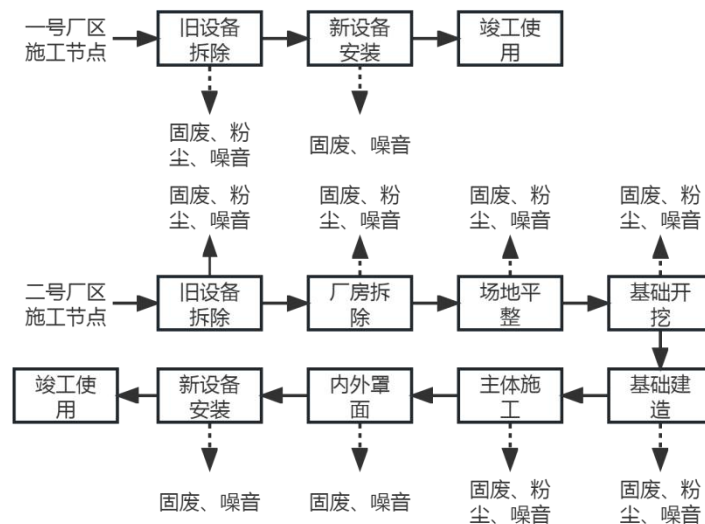 一号厂区
施工节点
旧设备
拆除
新设备
安装
竣工使
用
固废、粉
尘、噪音
固废、噪音
固废、粉
尘、噪音
固废、粉
尘、噪音
固废、粉
尘、噪音
固废、粉
尘、噪音
二号厂区
施工节点
旧设备
拆除
厂房拆
除
场地平
整
基础开
挖
竣工使
用
新设备
安装
内外罩
面
主体施
工
基础建
造
固废、噪音
固废、噪音
固废、粉
尘、噪音
固废、粉
尘、噪音